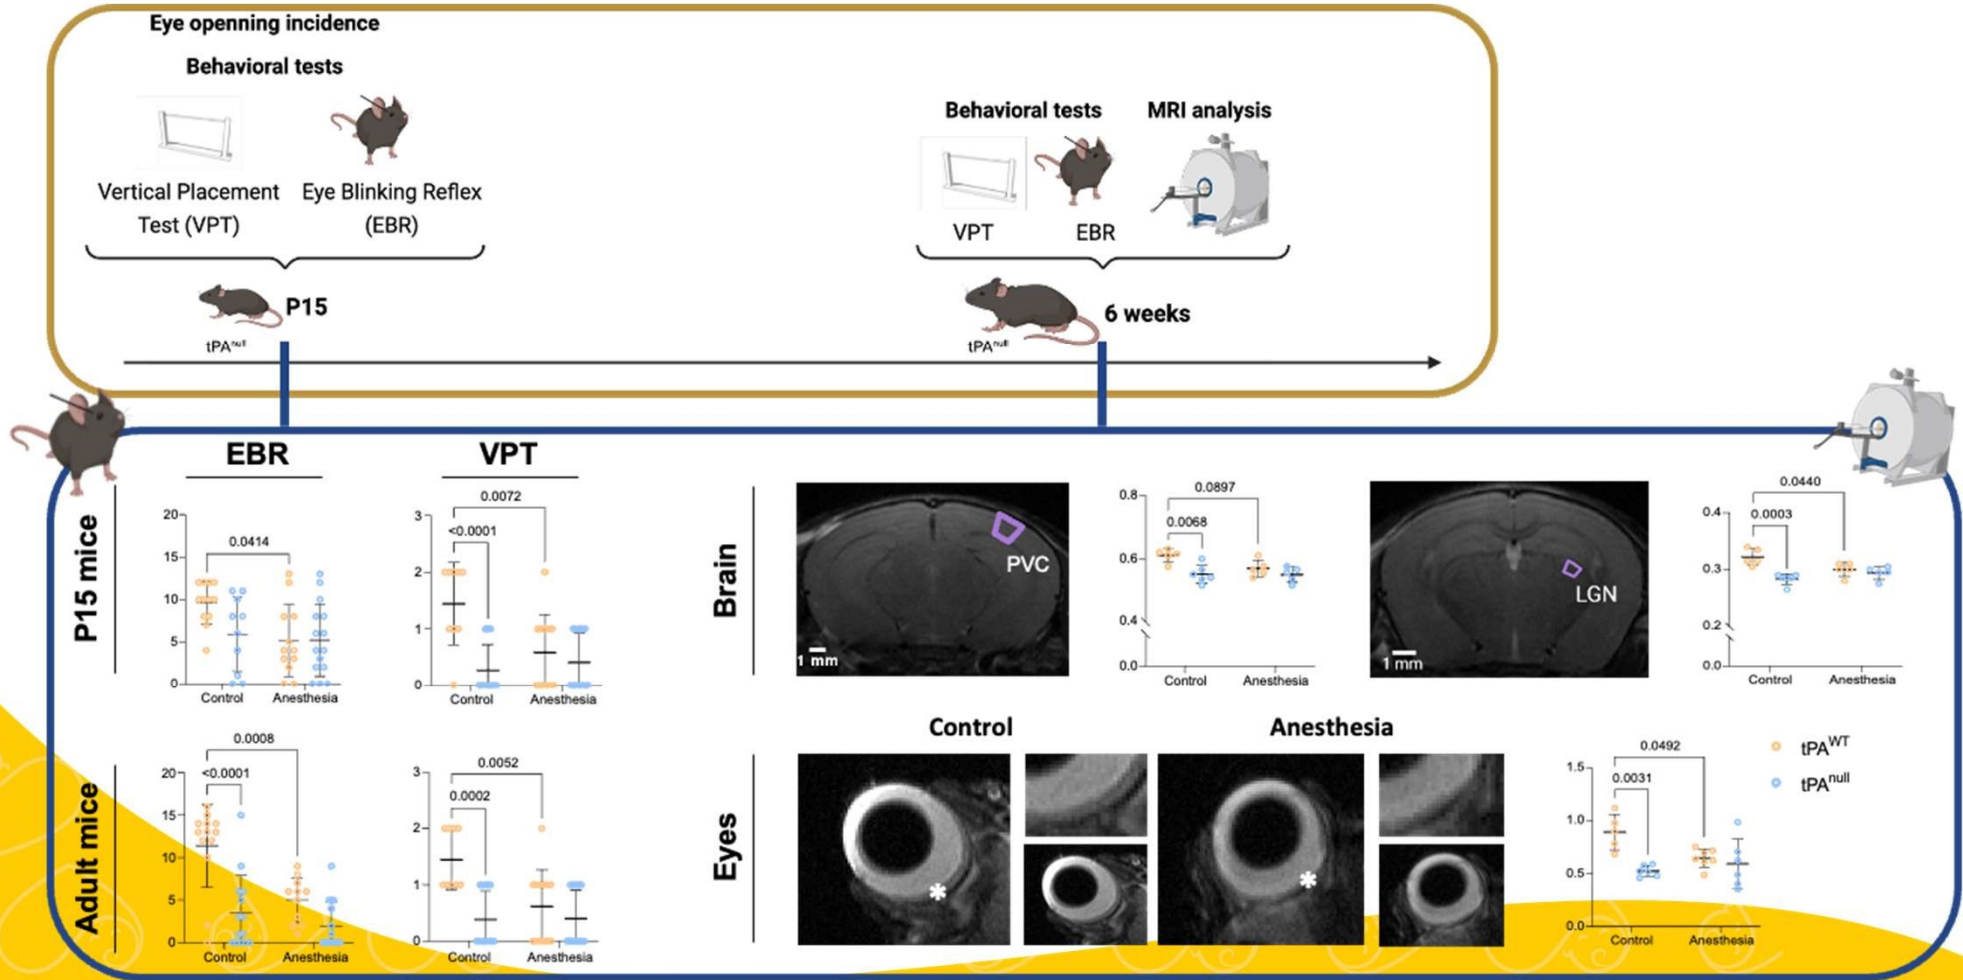 Eye openning incidence
Behavioral tests
Vertical Placement
Test (VPT)
Eye Blinking Reflex
(EBR)
P15
tPAnull
Behavioral tests
MRI analysis
VPT
EBR
6 weeks
tPAnull
EBR
VPT
P15 mice
20
15
10
5
0
0.0414
Control
Anesthesia
3
2
1
0
0.0072
<0.0001
Control
Anesthesia
Adult mice
20
15
10
5
0
0.0008
<0.0001
Control
Anesthesia
3
2
1
0
0.0052
0.0002
Control
Anesthesia
Brain
PVC
1 mm
0.8
0.6
0.4
0.0
0.0897
0.0068
Control
Anesthesia
LGN
1 mm
0.4
0.3
0.2
0.0
0.0440
0.0003
Control
Anesthesia
Eyes
Control
Anesthesia
*
*
1.5
1.0
0.5
0.0
0.0492
0.0031
Control
Anesthesia
tPAWT
tPAnull